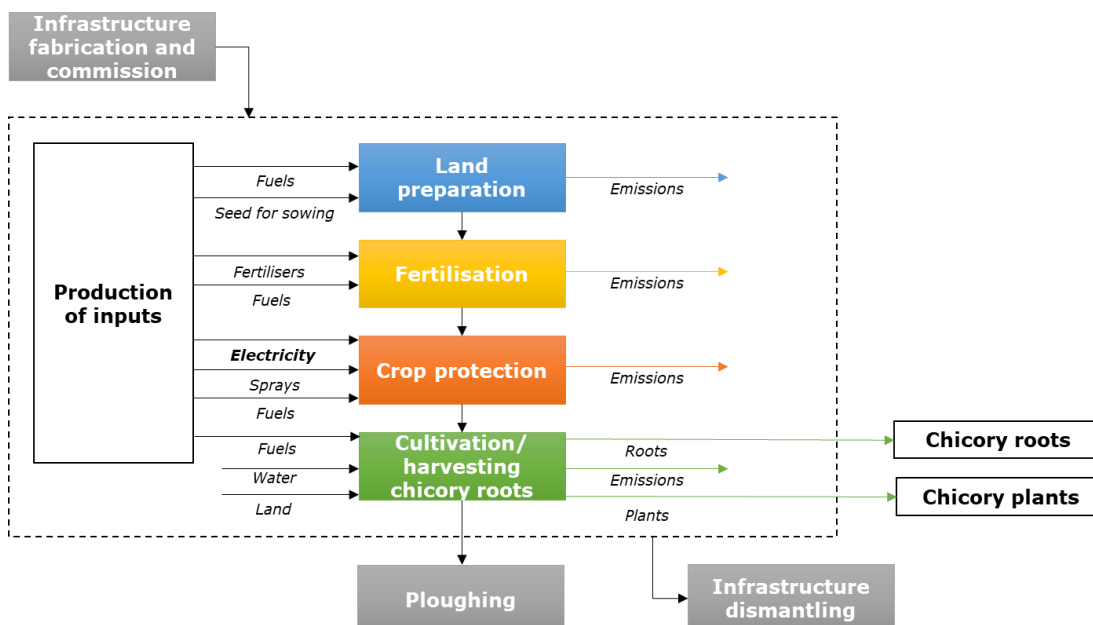 Infrastructure
fabrication and
commission
Production
of inputs
Fuels
Seed for sowing
Land
preparation
Emissions
Fertilisers
Fuels
Fertilisation
Emissions
Electricity
Sprays
Fuels
Crop protection
Emissions
Fuels
Water
Land
Cultivation/
harvesting
chicory roots
Roots
Emissions
Plants
Chicory roots
Chicory plants
Ploughing
Infrastructure
dismantling